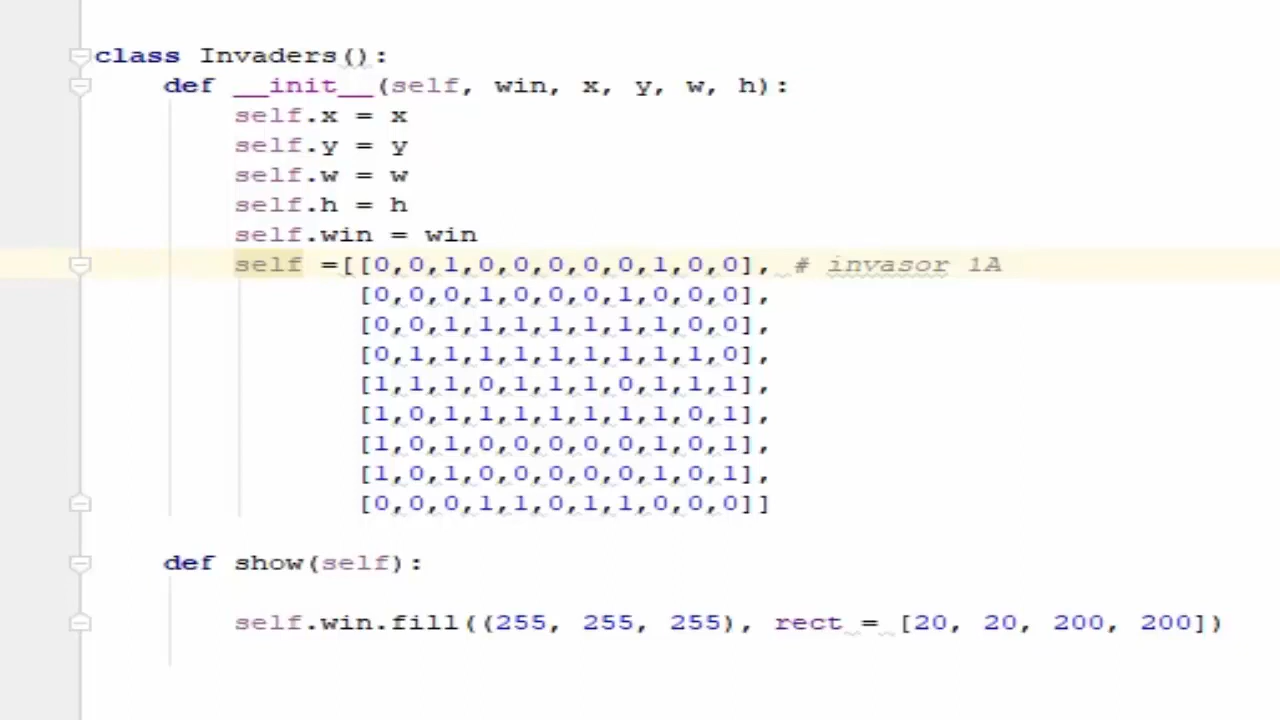 class Invaders():
def __init__(self, win, x, y, w, h):
self.x = x
self.y = y
self.w = w
self.h = h
self.win = win
self =[[0,0,1,0,0,0,0,0,1,0,0], # invasor 1A
[0,0,0,1,0,0,0,1,0,0,0],
[0,0,1,1,1,1,1,1,1,0,0],
[0,1,1,1,1,1,1,1,1,1,0],
[1,1,1,0,1,1,1,0,1,1,1],
[1,0,1,1,1,1,1,1,1,0,1],
[1,0,1,0,0,0,0,0,1,0,1],
[1,0,1,0,0,0,0,0,1,0,1],
[0,0,0,1,1,0,1,1,0,0,0]]
def show(self):
self.win.fill((255, 255, 255), rect = [20, 20, 200, 200])